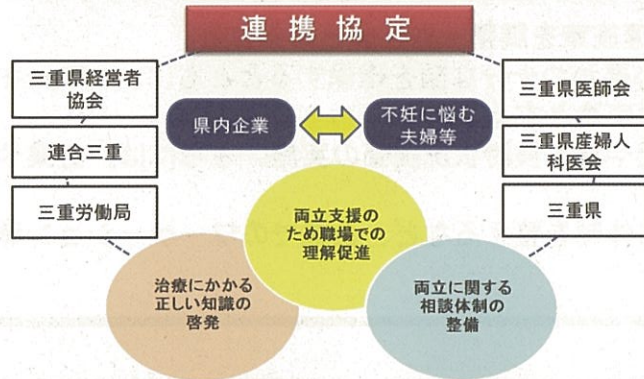 連携協定
三重県経営者
協会
連合三重
三重労働局
県内企業
不妊に悩む
夫婦等
三重県医師会
三重県産婦人
科医会
三重県
両立支援の
ため職場での
理解促進
治療にかかる
正しい知識の
啓発
両立に関する
相談体制の
整備